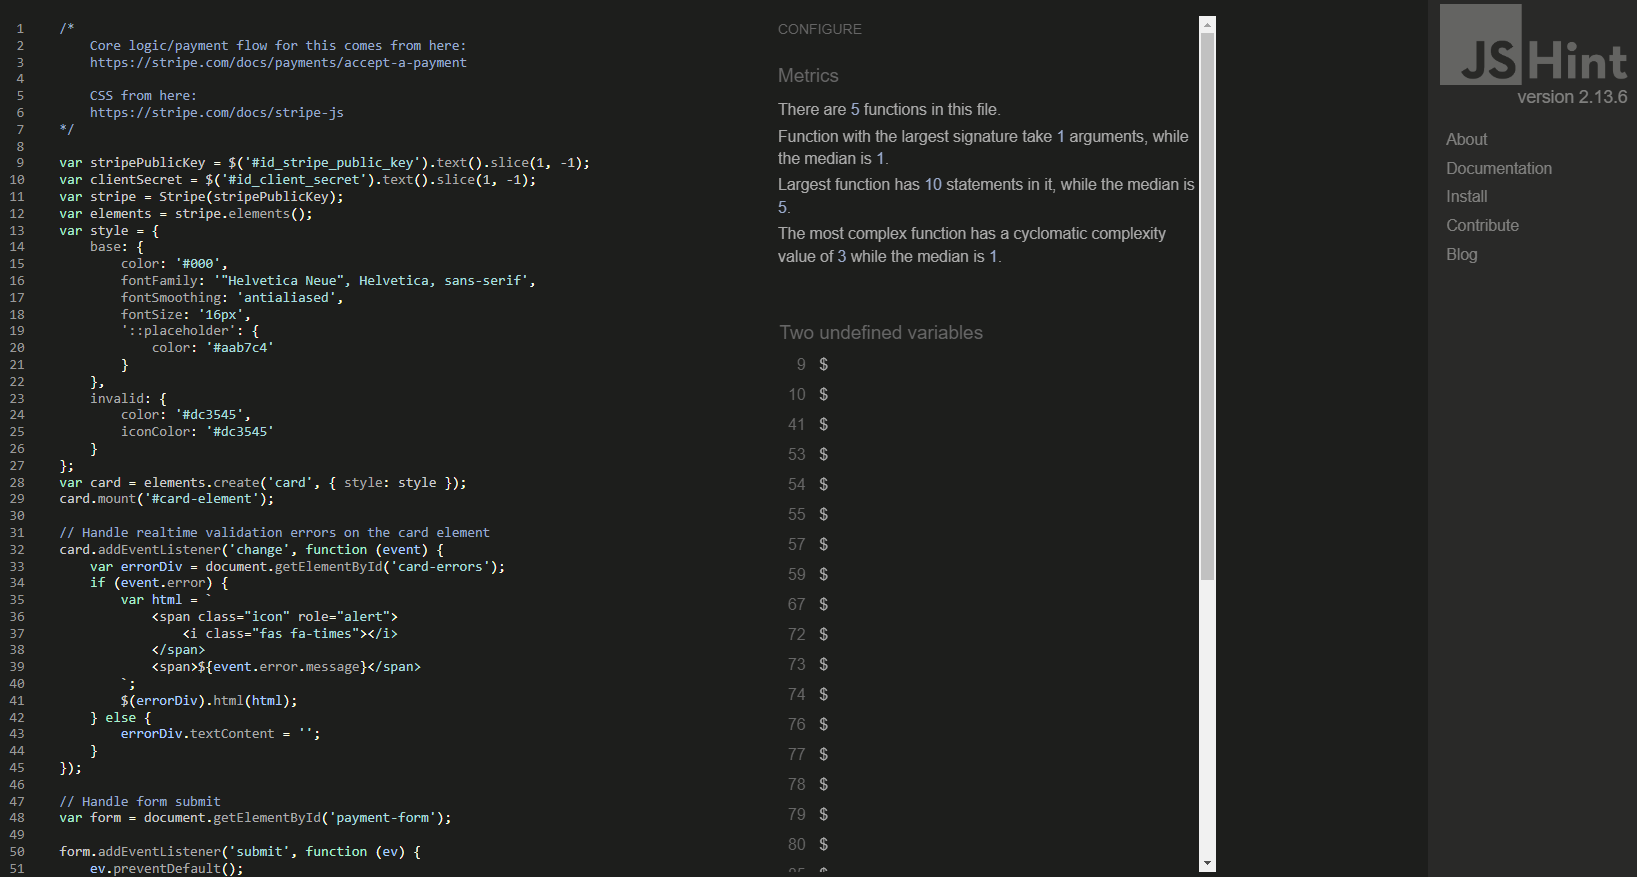 1 /*
2 Core logic/payment flow for this comes from here:
3 https://stripe.com/docs/payments/accept-a-payment
4
5 CSS from here:
6 https://stripe.com/docs/stripe-js
7 */
8
9 var stripePublicKey = $('#id_stripe_public_key').text().slice(1, -1);
10 var clientSecret = $('#id_client_secret').text().slice(1, -1);
11 var stripe = Stripe(stripePublicKey);
12 var elements = stripe.elements();
13 var style = {
14 base: {
15 color: '#000',
16 fontFamily: '"Helvetica Neue", Helvetica, sans-serif',
17 fontSmoothing: 'antialiased',
18 fontSize: '16px',
19 '::placeholder': {
20 color: '#aab7c4'
21 }
22 },
23 invalid: {
24 color: '#dc3545',
25 iconColor: '#dc3545'
26 }
27 };
28 var card = elements.create('card', { style: style });
29 card.mount('#card-element');
30
31 // Handle realtime validation errors on the card element
32 card.addEventListener('change', function (event) {
33 var errorDiv = document.getElementById('card-errors');
34 if (event.error) {
35 var html = `
36 <span class="icon" role="alert">
37 <i class="fas fa-times"></i>
38 </span>
39 <span>${event.error.message}</span>
40 `;
41 $(errorDiv).html(html);
42 } else {
43 errorDiv.textContent = '';
44 }
45 });
46
47 // Handle form submit
48 var form = document.getElementById('payment-form');
49
50 form.addEventListener('submit', function (ev) {
51 ev.preventDefault();
CONFIGURE
Metrics
There are 5 functions in this file.
Function with the largest signature take 1 arguments, while
the median is 1.
Largest function has 10 statements in it, while the median is
5.
The most complex function has a cyclomatic complexity
value of 3 while the median is 1.
Two undefined variables
9 $
10 $
41 $
53 $
54 $
55 $
57 $
59 $
67 $
72 $
73 $
74 $
76 $
77 $
78 $
79 $
80 $
JSHint
version 2.13.6
About
Documentation
Install
Contribute
Blog